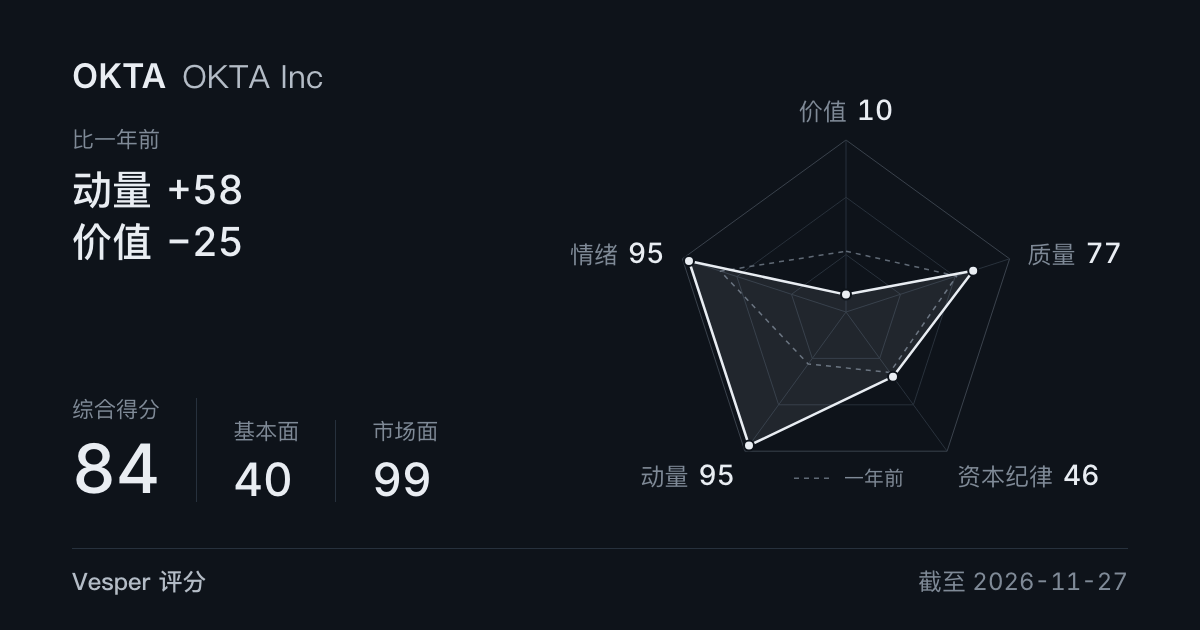 OKTA OKTA Inc
比一年前
动量 +58
价值 −25
综合得分
84
基本面
40
市场面
99
价值 10
情绪 95
质量 77
动量 95
一年前
资本纪律 46
Vesper 评分
截至 2026-11-27